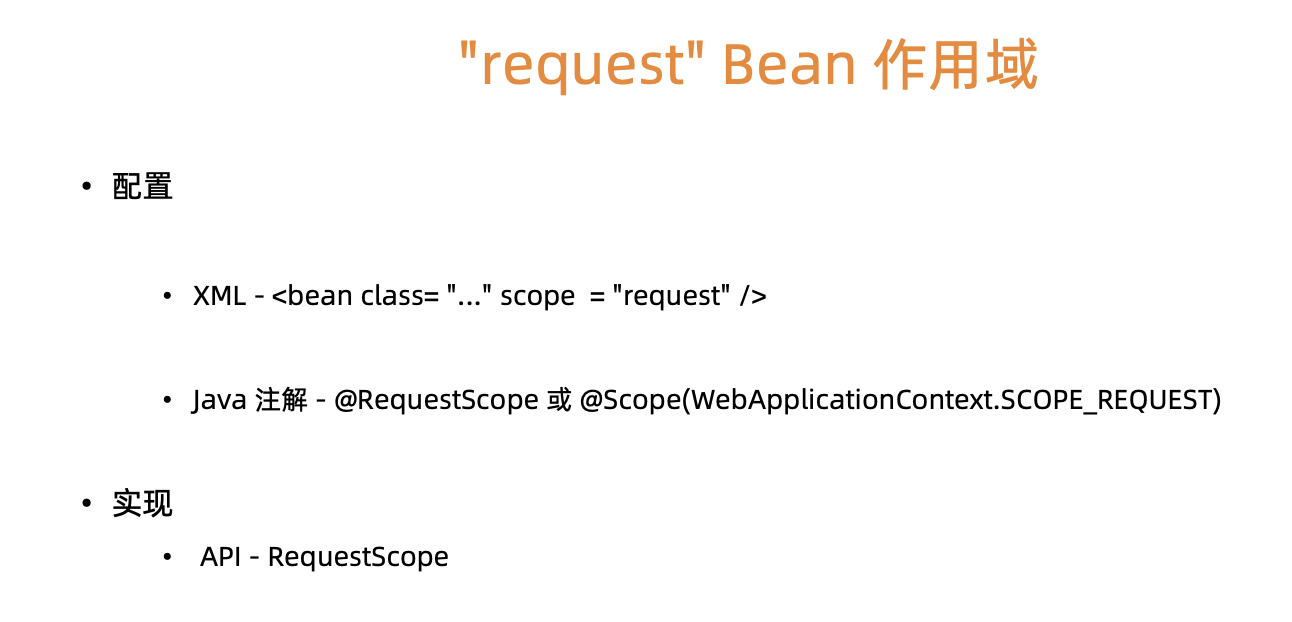 "request" Bean 作用域
• 配置
• XML - <bean class= "..." scope  = "request" />
• Java 注解 - @RequestScope 或 @Scope(WebApplicationContext.SCOPE_REQUEST)
• 实现
• API - RequestScope